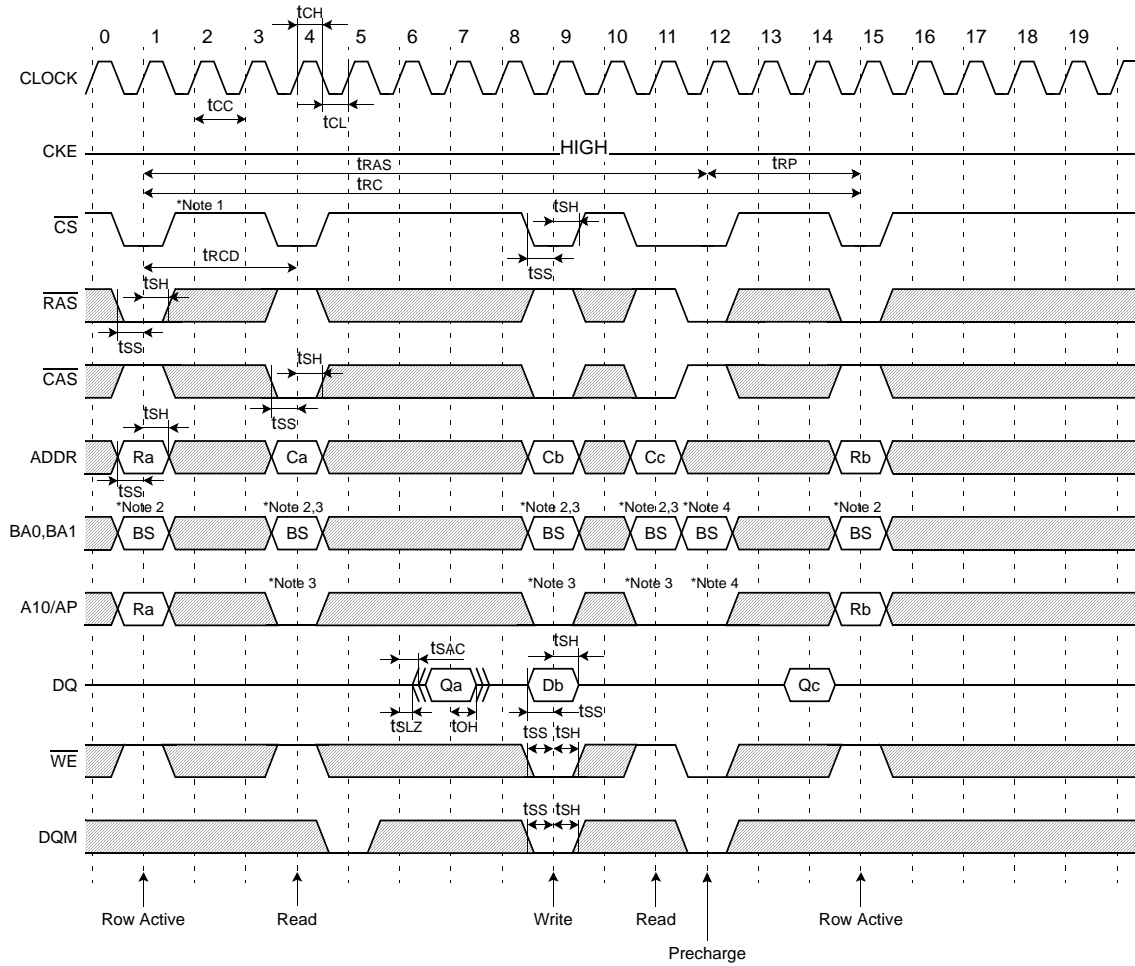 tCH
0 1 2 3 4 5 6 7 8 9 10 11 12 13 14 15 16 17 18 19
CLOCK
tCC
tCL
CKE
HIGH
tRAS
tRP
tRC
*Note 1
tSH
CS
tRCD
tSS
tSH
RAS
tSS
tSH
CAS
tSS
tSH
ADDR
Ra Ca Cb Cc Rb
tSS
*Note 2 *Note 2,3 *Note 2,3 *Note 2,3 *Note 4 *Note 2
BA0,BA1
BS BS BS BS BS BS
*Note 3 *Note 3 *Note 3 *Note 4
A10/AP
Ra Rb
tSAC
tSH
DQ
Qa Db Qc
tSLZ tOH tSS
tSS tSH
WE
tSS tSH
DQM
Row Active Read Write Read Row Active
Precharge